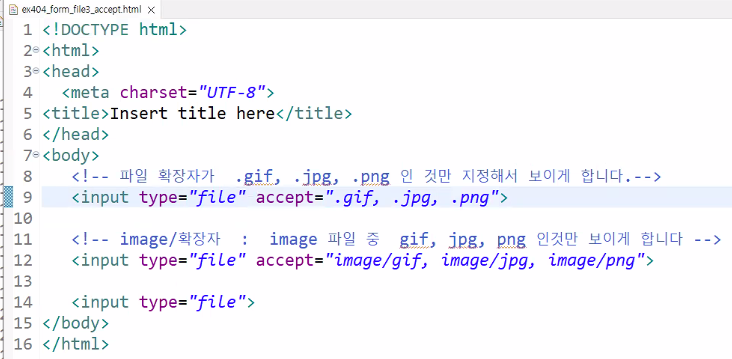 ex404_form_file3_accept.html
1 <!DOCTYPE html>
2 <html>
3 <head>
4 <meta charset="UTF-8">
5 <title>Insert title here</title>
6 </head>
7 <body>
8 <!-- 파일 확장자가 .gif, .jpg, .png 인 것만 지정해서 보이게 합니다.-->
9 <input type="file" accept=".gif, .jpg, .png">
10
11 <!-- image/확장자 : image 파일 중 gif, jpg, png 인것만 보이게 합니다 -->
12 <input type="file" accept="image/gif, image/jpg, image/png">
13
14 <input type="file">
15 </body>
16 </html>